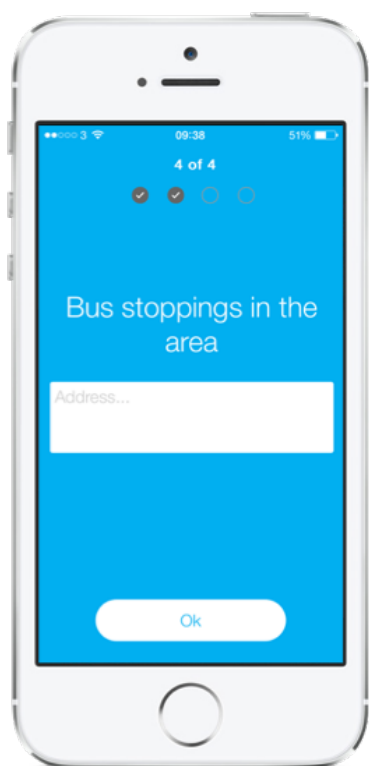 3 09:38 51%
4 of 4
Bus stoppings in the
area
Address...
Ok